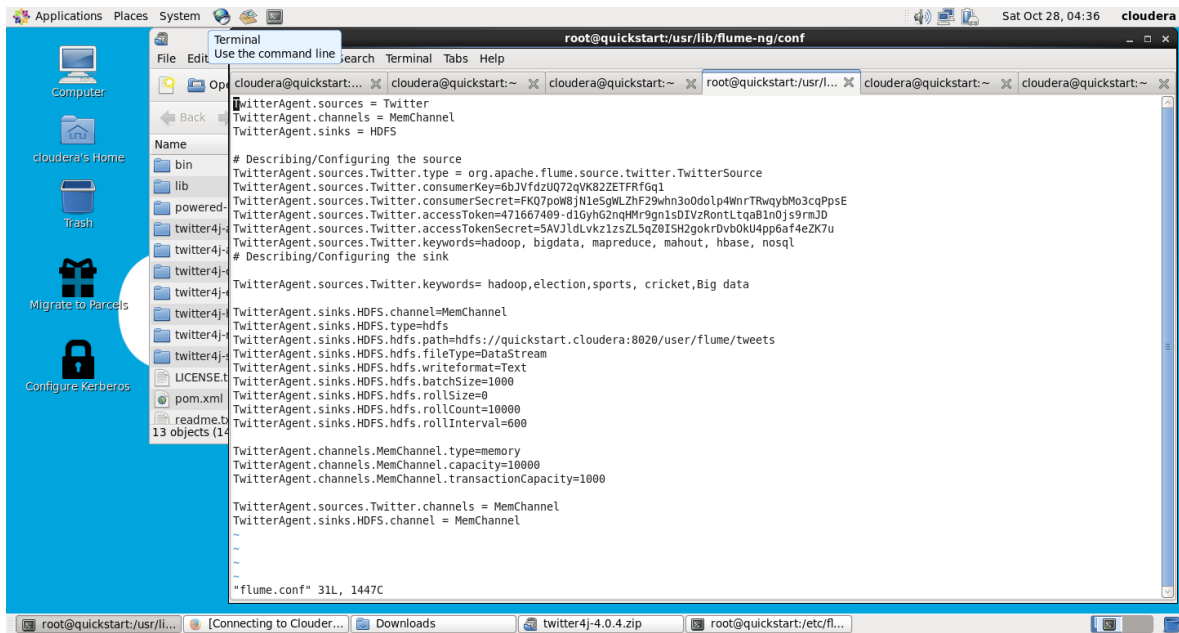 Applications Places System Sat Oct 28, 04:36 cloudera
Terminal
Use the command line
root@quickstart:/usr/lib/flume-ng/conf
File Edit Search Terminal Tabs Help
cloudera@quickstart:... cloudera@quickstart:~ cloudera@quickstart:~ root@quickstart:/usr/l... cloudera@quickstart:~ cloudera@quickstart:~
Back
Name
bin
lib
powered-
twitter4j-
twitter4j-
twitter4j-
twitter4j-
twitter4j-
twitter4j-
twitter4j-
LICENSE.t
pom.xml
readme.tx
13 objects (14
Computer
cloudera's Home
Trash
Migrate to Parcels
Configure Kerberos
TwitterAgent.sources = Twitter
TwitterAgent.channels = MemChannel
TwitterAgent.sinks = HDFS
# Describing/Configuring the source
TwitterAgent.sources.Twitter.type = org.apache.flume.source.twitter.TwitterSource
TwitterAgent.sources.Twitter.consumerKey=6bJVfdzUQ72qVK82ZETFRfGq1
TwitterAgent.sources.Twitter.consumerSecret=FKQ7poW8jN1eSgWLZhF29whn3oOdolp4WnrTRwqybMo3cqPpsE
TwitterAgent.sources.Twitter.accessToken=471667409-d1GyhG2nqHMr9gn1sDIVzRontLtqaB1nOjs9rmJD
TwitterAgent.sources.Twitter.accessTokenSecret=5AVJldLvkz1zsZL5qZ0ISH2gokrDvbOkU4pp6af4eZK7u
TwitterAgent.sources.Twitter.keywords=hadoop, bigdata, mapreduce, mahout, hbase, nosql
# Describing/Configuring the sink
TwitterAgent.sources.Twitter.keywords= hadoop,election,sports, cricket,Big data
TwitterAgent.sinks.HDFS.channel=MemChannel
TwitterAgent.sinks.HDFS.type=hdfs
TwitterAgent.sinks.HDFS.hdfs.path=hdfs://quickstart.cloudera:8020/user/flume/tweets
TwitterAgent.sinks.HDFS.hdfs.fileType=DataStream
TwitterAgent.sinks.HDFS.hdfs.writeformat=Text
TwitterAgent.sinks.HDFS.hdfs.batchSize=1000
TwitterAgent.sinks.HDFS.hdfs.rollSize=0
TwitterAgent.sinks.HDFS.hdfs.rollCount=10000
TwitterAgent.sinks.HDFS.hdfs.rollInterval=600
TwitterAgent.channels.MemChannel.type=memory
TwitterAgent.channels.MemChannel.capacity=10000
TwitterAgent.channels.MemChannel.transactionCapacity=1000
TwitterAgent.sources.Twitter.channels = MemChannel
TwitterAgent.sinks.HDFS.channel = MemChannel
~
~
~
~
"flume.conf" 31L, 1447C
root@quickstart:/usr/li... [Connecting to Clouder... Downloads twitter4j-4.0.4.zip root@quickstart:/etc/fl...